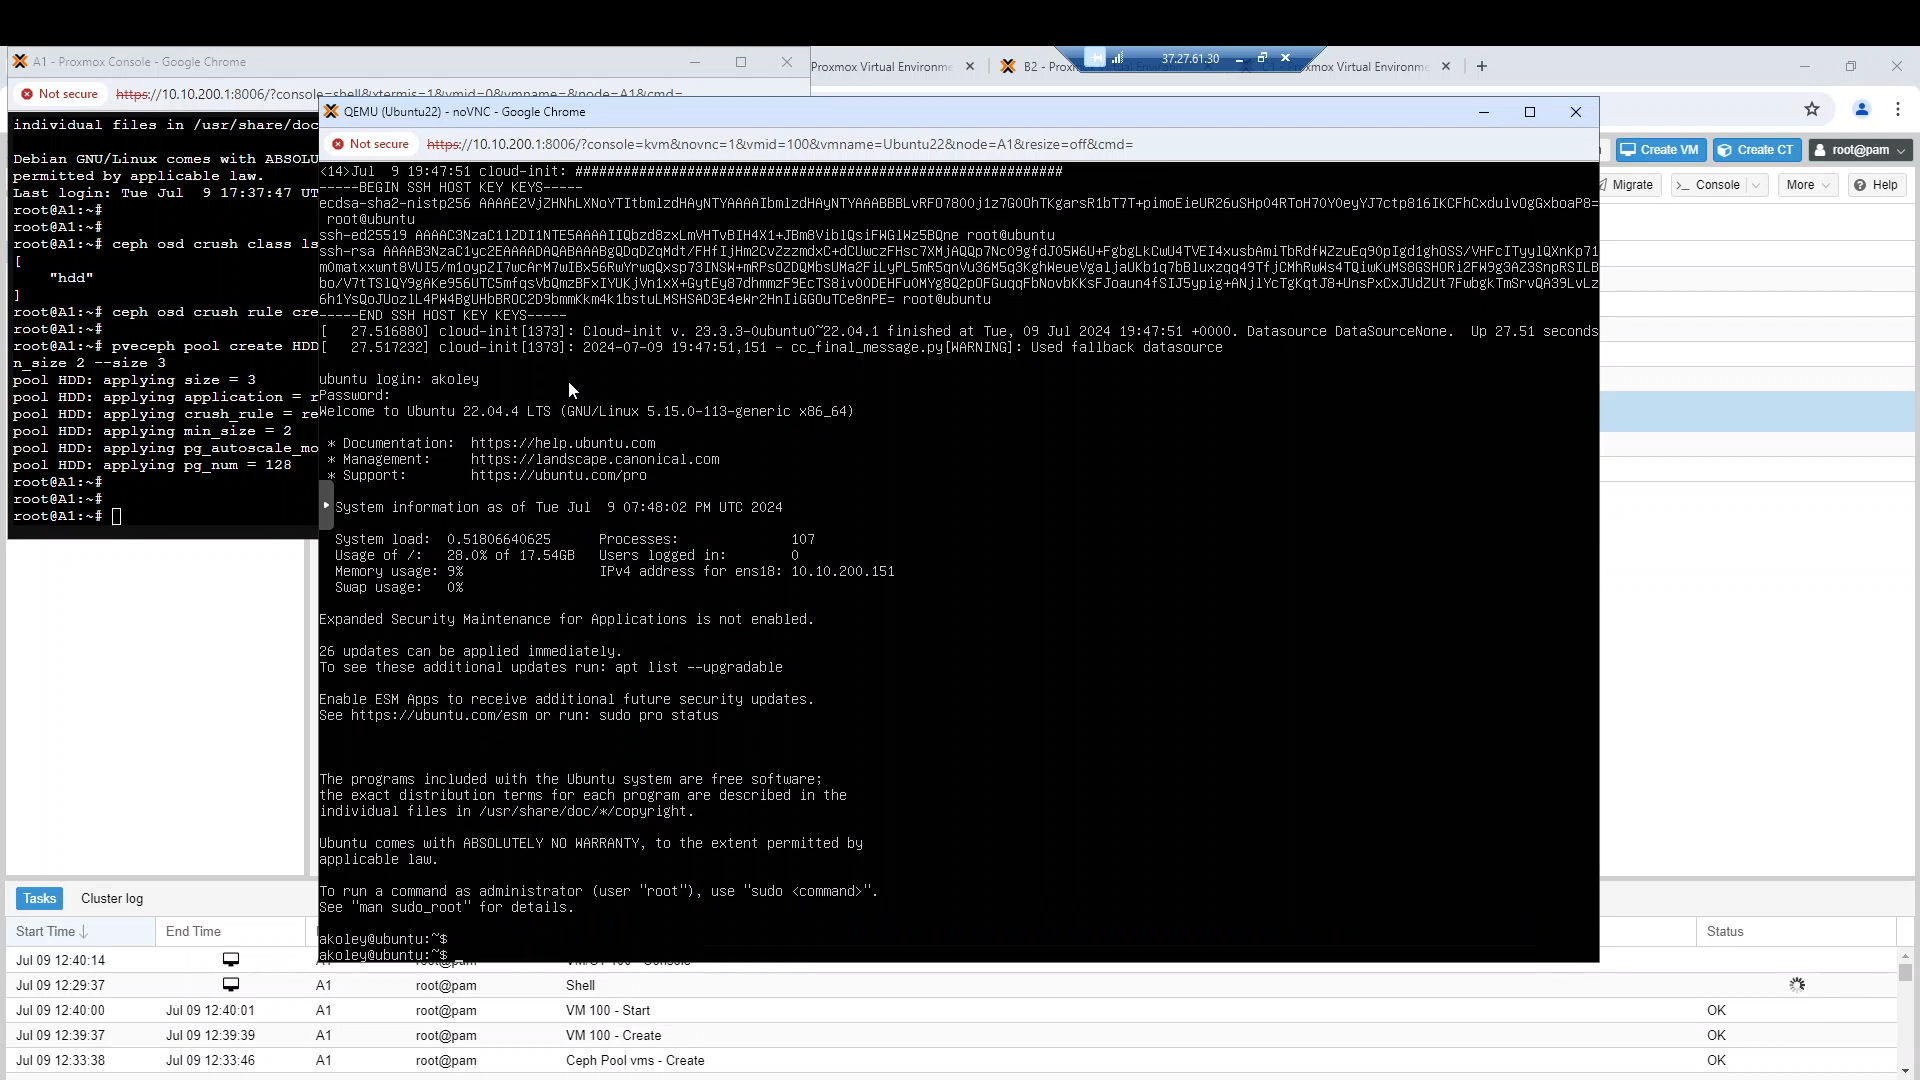 A1 - Proxmox Console - Google Chrome
Proxmox Virtual Environme
B2 - Pro
37.27.61.30
xmox Virtual Environme
Not secure
https://10.10.200.1:8006/?console=shell&xtermjs=1&vmid=0&vmname=&node=A1&cmd=
QEMU (Ubuntu22) - noVNC - Google Chrome
Not secure
https://10.10.200.1:8006/?console=kvm&novnc=1&vmid=100&vmname=Ubuntu22&node=A1&resize=off&cmd=
Create VM
Create CT
root@pam
Migrate
Console
More
Help
individual files in /usr/share/doc
Debian GNU/Linux comes with ABSOLU
permitted by applicable law.
Last login: Tue Jul  9 17:37:47 UT
root@A1:~#
root@A1:~#
root@A1:~# ceph osd crush class ls
[
"hdd"
]
root@A1:~# ceph osd crush rule cre
root@A1:~#
root@A1:~# pveceph pool create HDD
n_size 2 --size 3
pool HDD: applying size = 3
pool HDD: applying application = r
pool HDD: applying crush_rule = re
pool HDD: applying min_size = 2
pool HDD: applying pg_autoscale_mo
pool HDD: applying pg_num = 128
root@A1:~#
root@A1:~#
root@A1:~#
<14>Jul  9 19:47:51 cloud-init: #############################################################
-----BEGIN SSH HOST KEY KEYS-----
ecdsa-sha2-nistp256
root@ubuntu
ssh-ed25519 root@ubuntu
ssh-rsa
root@ubuntu
-----END SSH HOST KEY KEYS-----
[   27.516880] cloud-init[1373]: Cloud-init v. 23.3.3-0ubuntu0~22.04.1 finished at Tue, 09 Jul 2024 19:47:51 +0000. Datasource DataSourceNone.  Up 27.51 seconds
[   27.517232] cloud-init[1373]: 2024-07-09 19:47:51,151 - cc_final_message.py[WARNING]: Used fallback datasource
ubuntu login: akoley
Password:
Welcome to Ubuntu 22.04.4 LTS (GNU/Linux 5.15.0-113-generic x86_64)
* Documentation:  https://help.ubuntu.com
* Management:     https://landscape.canonical.com
* Support:        https://ubuntu.com/pro
System information as of Tue Jul  9 07:48:02 PM UTC 2024
System load:  0.51806640625      Processes:             107
Usage of /:   28.0% of 17.54GB   Users logged in:       0
Memory usage: 9%                 IPv4 address for ens18: 10.10.200.151
Swap usage:   0%
Expanded Security Maintenance for Applications is not enabled.
26 updates can be applied immediately.
To see these additional updates run: apt list --upgradable
Enable ESM Apps to receive additional future security updates.
See https://ubuntu.com/esm or run: sudo pro status
The programs included with the Ubuntu system are free software;
the exact distribution terms for each program are described in the
individual files in /usr/share/doc/*/copyright.
Ubuntu comes with ABSOLUTELY NO WARRANTY, to the extent permitted by
applicable law.
To run a command as administrator (user "root"), use "sudo <command>".
See "man sudo_root" for details.
akoley@ubuntu:~$
akoley@ubuntu:~$ _
Tasks
Cluster log
Start Time
End Time
Status
Jul 09 12:40:14
Jul 09 12:29:37 A1 root@pam Shell
Jul 09 12:40:00 Jul 09 12:40:01 A1 root@pam VM 100 - Start OK
Jul 09 12:39:37 Jul 09 12:39:39 A1 root@pam VM 100 - Create OK
Jul 09 12:33:38 Jul 09 12:33:46 A1 root@pam Ceph Pool vms - Create OK